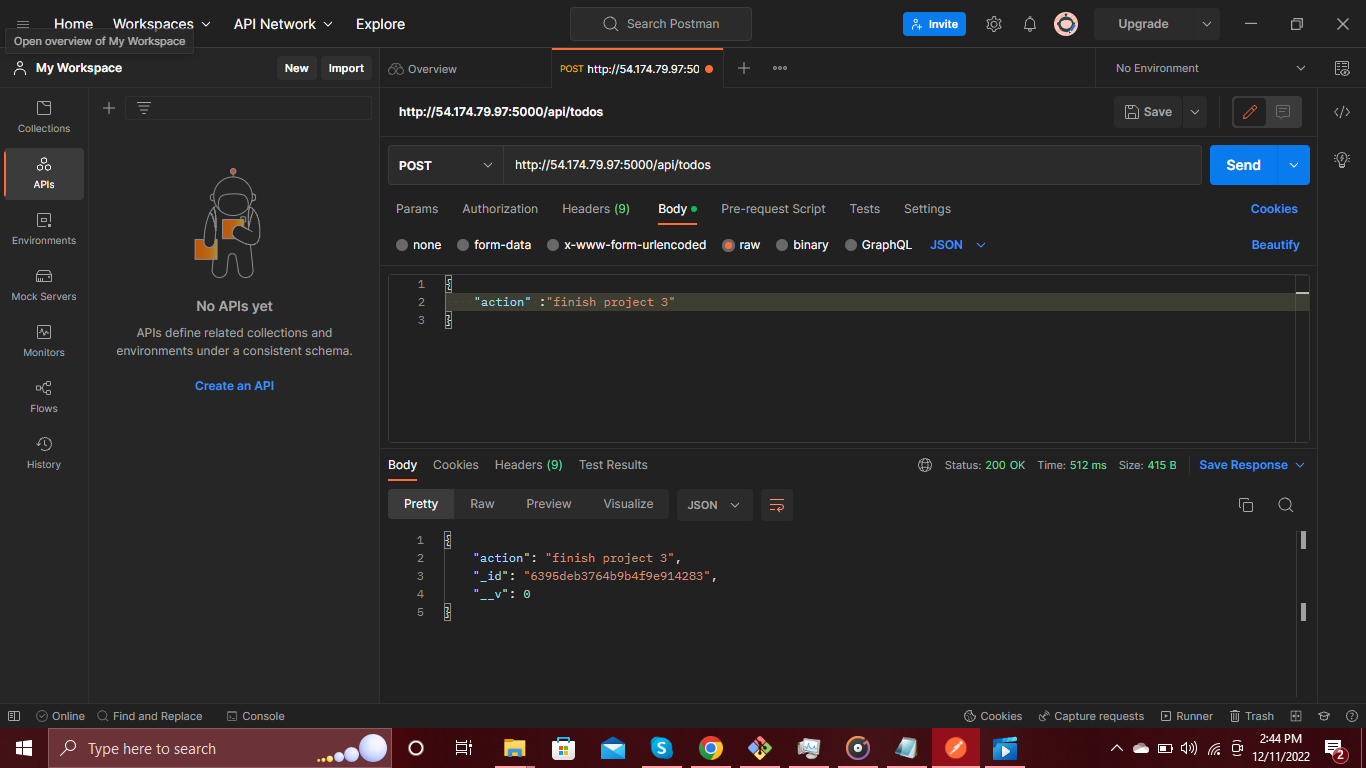 Home Workspaces API Network Explore Search Postman Invite Upgrade
Open overview of My Workspace
My Workspace New Import Overview POST http://54.174.79.97:50 No Environment
Collections
APIs
Environments
Mock Servers
Monitors
Flows
History
No APIs yet
APIs define related collections and
environments under a consistent schema.
Create an API
http://54.174.79.97:5000/api/todos Save
POST http://54.174.79.97:5000/api/todos Send
Params Authorization Headers (9) Body Pre-request Script Tests Settings Cookies
none form-data x-www-form-urlencoded raw binary GraphQL JSON Beautify
1 {
2 "action" :"finish project 3"
3 }
Body Cookies Headers (9) Test Results Status: 200 OK Time: 512 ms Size: 415 B Save Response
Pretty Raw Preview Visualize JSON
1 {
2 "action": "finish project 3",
3 "_id": "6395deb3764b9b4f9e914283",
4 "__v": 0
5 }
Online Find and Replace Console Cookies Capture requests Runner Trash
Type here to search
2:44 PM
12/11/2022
2